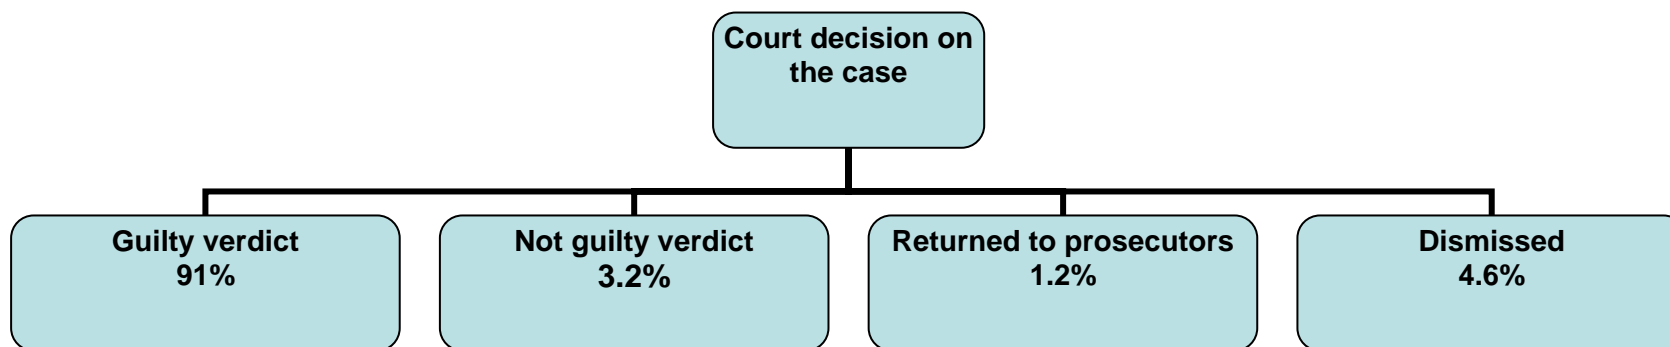 Court decision on
the case
Guilty verdict
91%
Not guilty verdict
3.2%
Returned to prosecutors
1.2%
Dismissed
4.6%